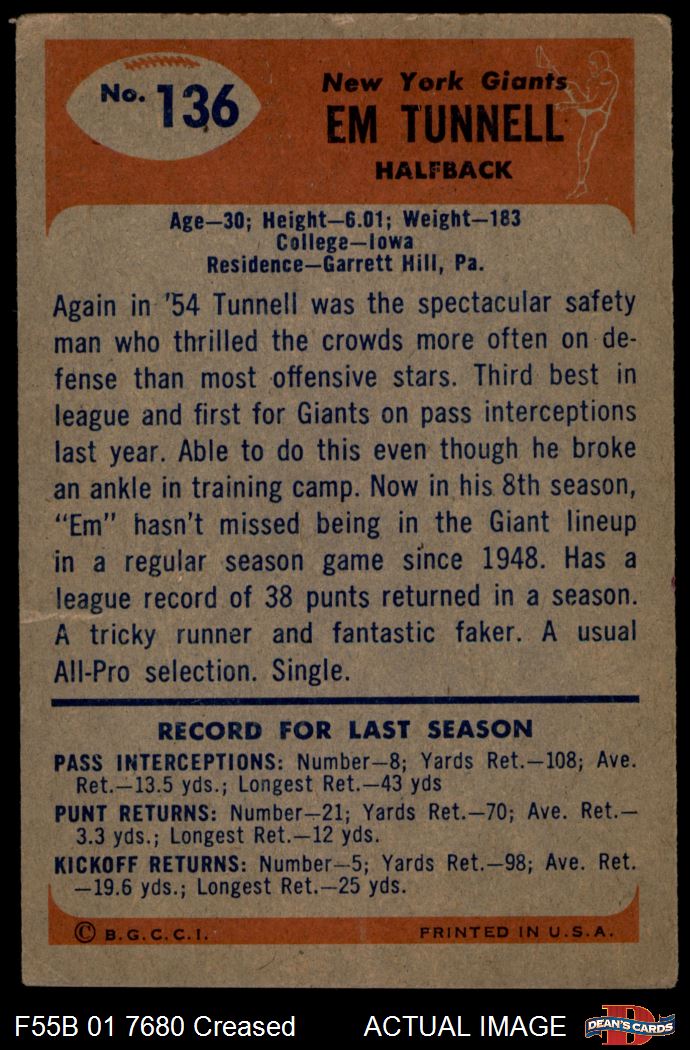 No. 136
New York Giants
EM TUNNELL
HALFBACK
Age—30; Height—6.01; Weight—183
College—Iowa
Residence—Garrett Hill, Pa.
Again in '54 Tunnell was the spectacular safety
man who thrilled the crowds more often on de-
fense than most offensive stars. Third best in
league and first for Giants on pass interceptions
last year. Able to do this even though he broke
an ankle in training camp. Now in his 8th season,
"Em" hasn't missed being in the Giant lineup
in a regular season game since 1948. Has a
league record of 38 punts returned in a season.
A tricky runner and fantastic faker. A usual
All-Pro selection. Single.
RECORD FOR LAST SEASON
PASS INTERCEPTIONS: Number—8; Yards Ret.—108; Ave.
Ret.—13.5 yds.; Longest Ret.—43 yds
PUNT RETURNS: Number—21; Yards Ret.—70; Ave. Ret.—
3.3 yds.; Longest Ret.—12 yds.
KICKOFF RETURNS: Number—5; Yards Ret.—98; Ave. Ret.
—19.6 yds.; Longest Ret.—25 yds.
© B.G.C.C.I. PRINTED IN U.S.A.
F55B 01 7680 Creased ACTUAL IMAGE D DEAN'S CARDS